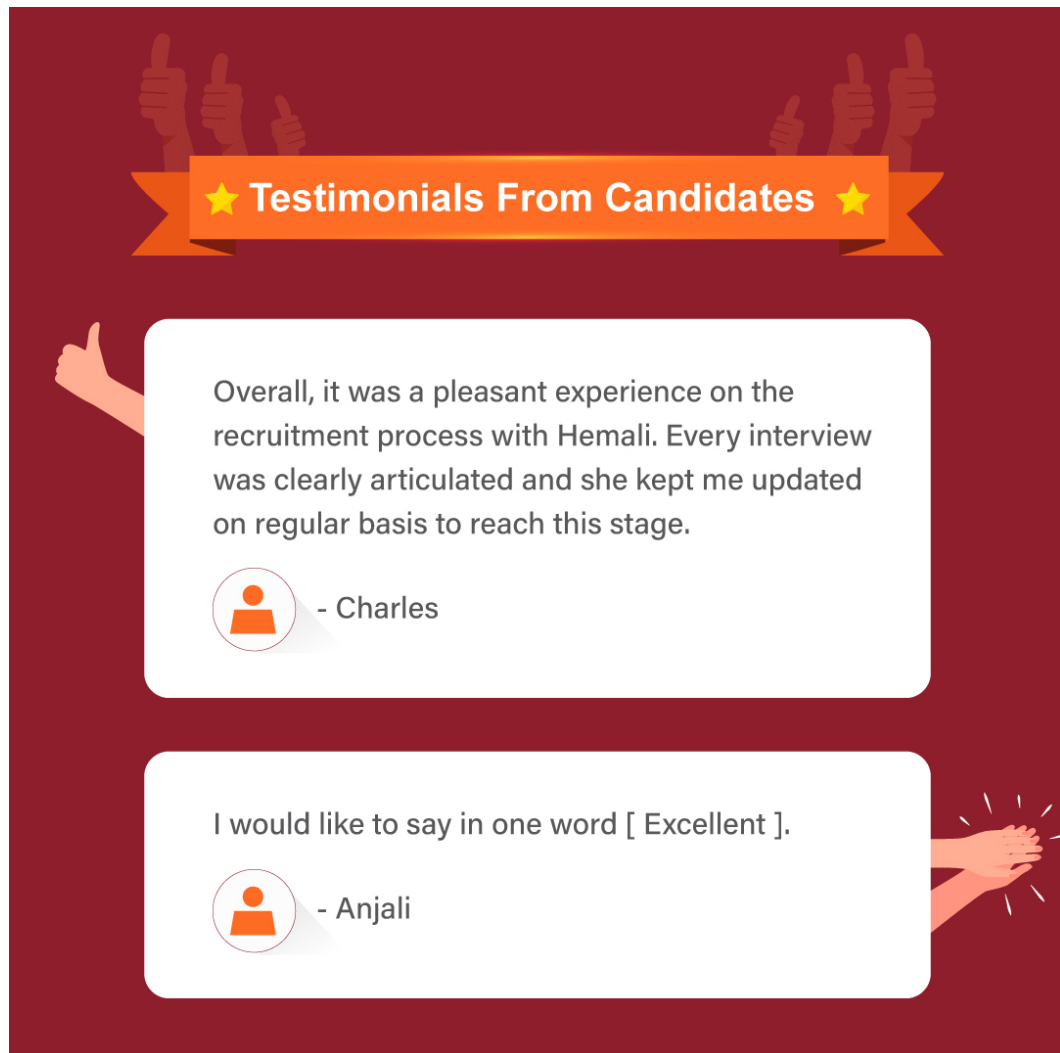 Testimonials From Candidates
Overall, it was a pleasant experience on the
recruitment process with Hemali. Every interview
was clearly articulated and she kept me updated
on regular basis to reach this stage.
- Charles
I would like to say in one word [ Excellent ].
- Anjali